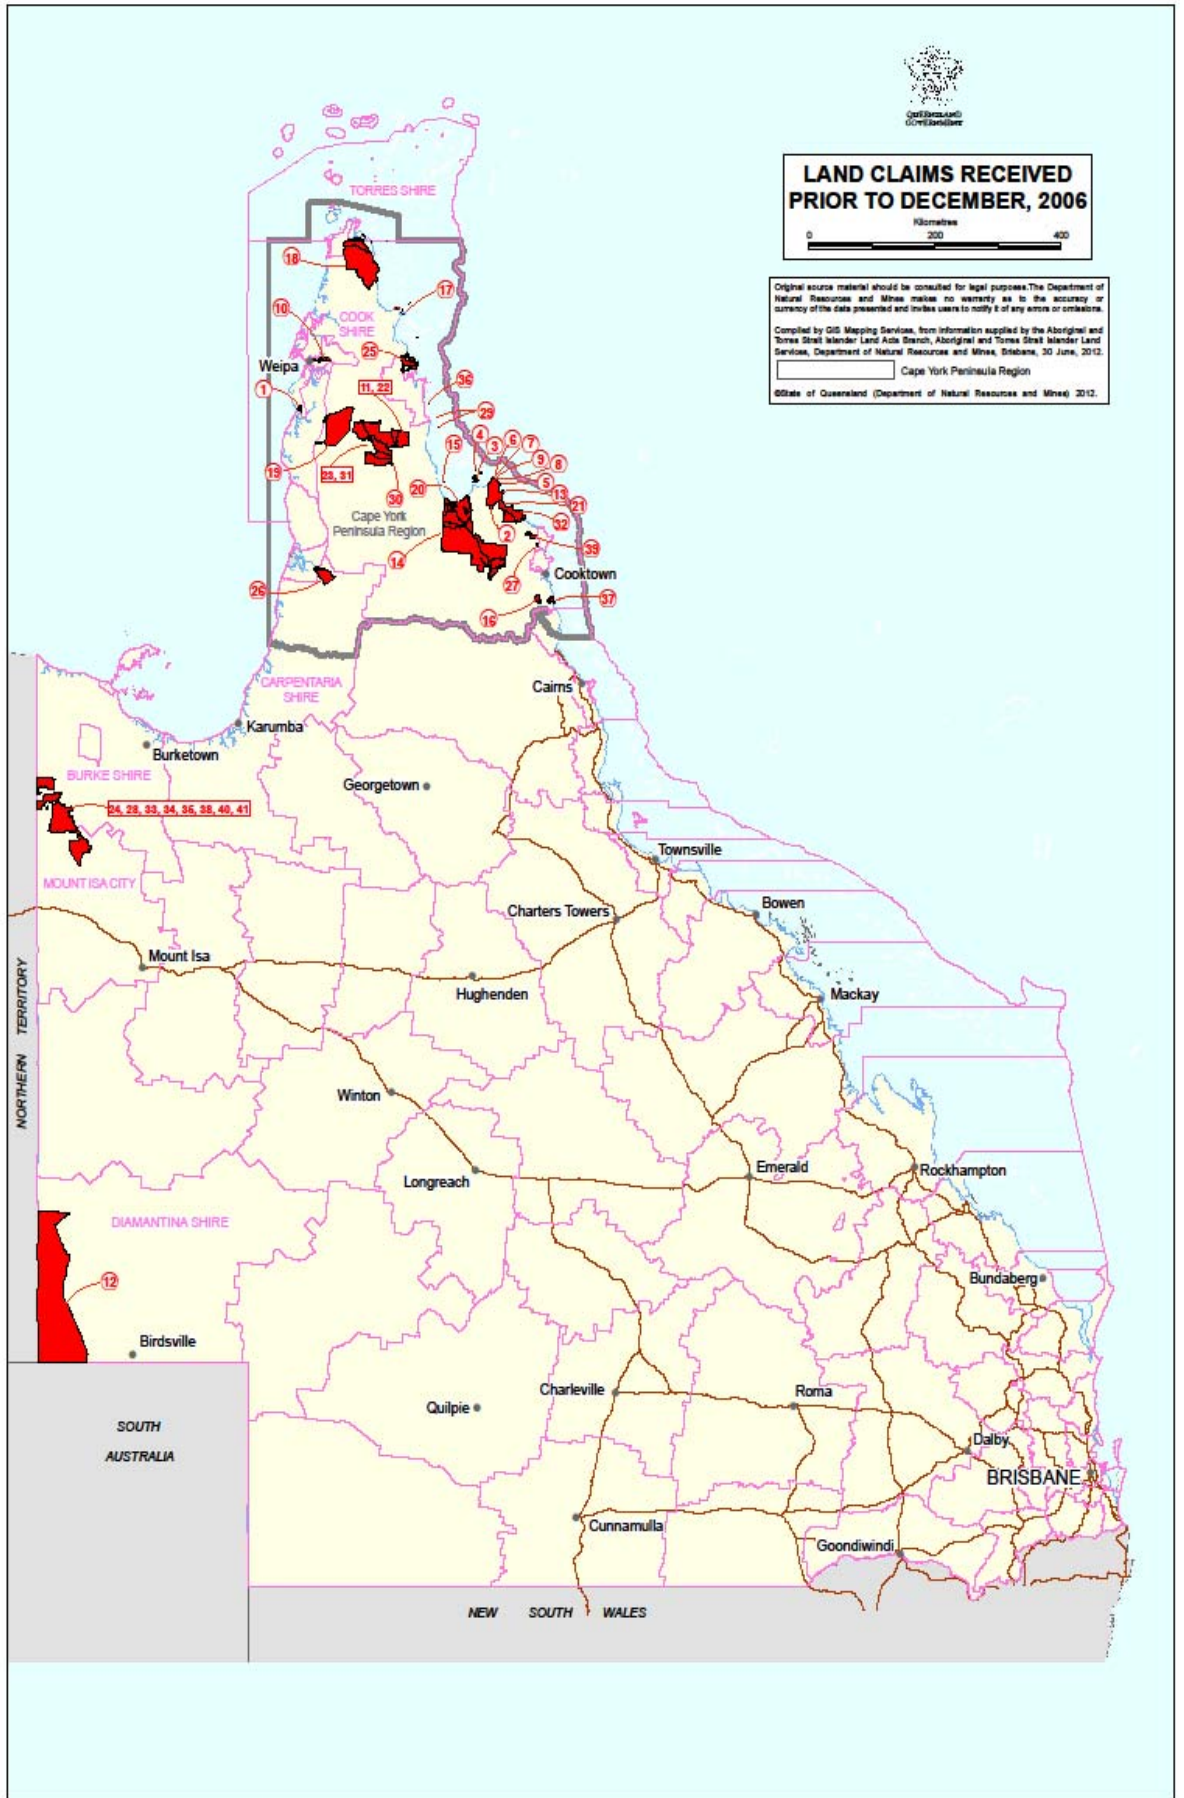 QUEENSLAND
GOVERNMENT
LAND CLAIMS RECEIVED
PRIOR TO DECEMBER, 2006
Kilometres
0 200 400
Original source material should be consulted for legal purposes.The Department of
Natural Resources and Mines makes no warranty as to the accuracy or
currency of the data presented and invites users to notify it of any errors or omissions.
Compiled by GIS Mapping Services, from information supplied by the Aboriginal and
Torres Strait Islander Land Acts Branch, Aboriginal and Torres Strait Islander Land
Services, Department of Natural Resources and Mines, Brisbane, 30 June, 2012.
Cape York Peninsula Region
©State of Queensland (Department of Natural Resources and Mines) 2012.
TORRES SHIRE
18
17
10
COOK
SHIRE
25
Weipa
36
11, 22
1
29
4
6
7
3
15
9
8
19
23, 31
5
20
30
13
21
Cape York
Peninsula Region
32
2
39
14
27
Cooktown
26
16
37
CARPENTARIA
SHIRE
Cairns
Karumba
Burketown
BURKE SHIRE
Georgetown
24, 28, 33, 34, 35, 38, 40, 41
Townsville
MOUNT ISA CITY
Charters Towers
Bowen
Mount Isa
Hughenden
Mackay
NORTHERN TERRITORY
Winton
Longreach
Emerald
Rockhampton
DIAMANTINA SHIRE
12
Bundaberg
Birdsville
Charleville
Roma
Quilpie
SOUTH
AUSTRALIA
Dalby
BRISBANE
Cunnamulla
Goondiwindi
NEW SOUTH WALES